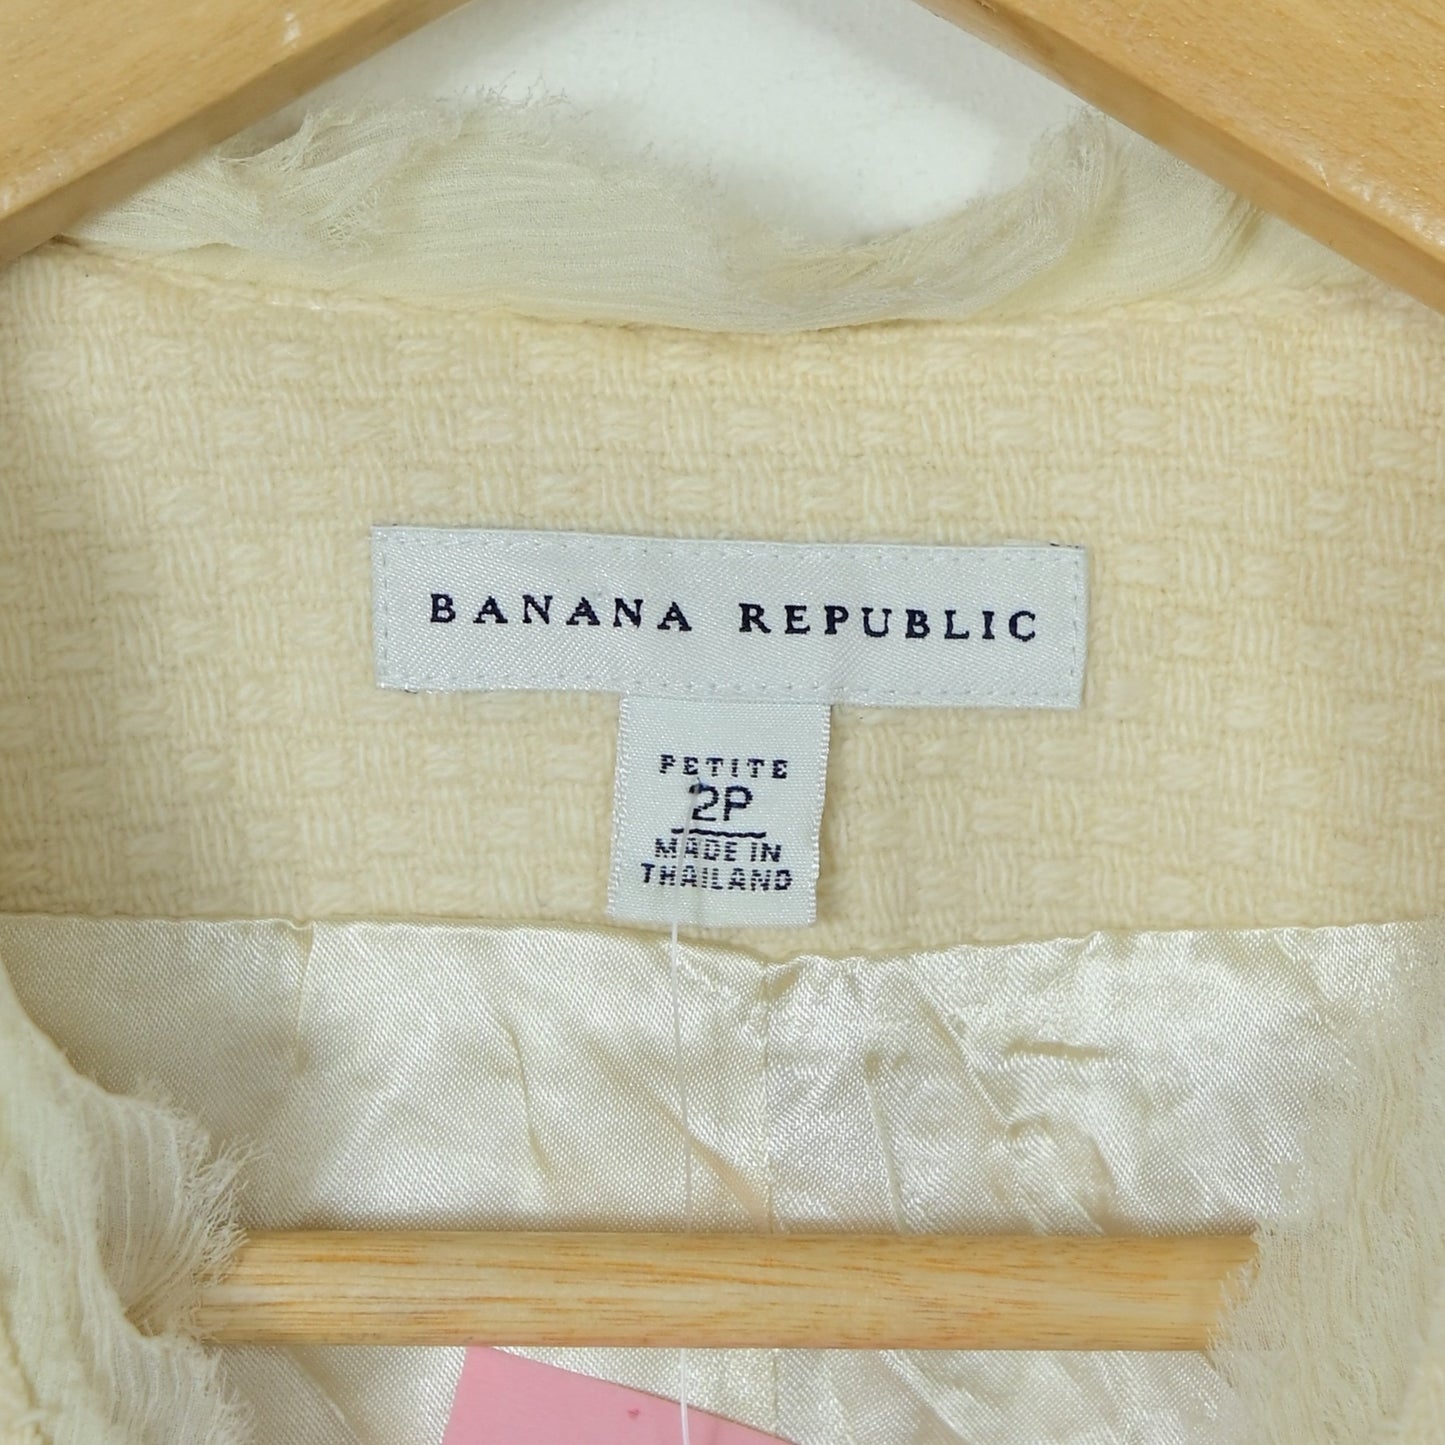 BANANA REPUBLIC
PETITE
2P
MADE IN
THAILAND